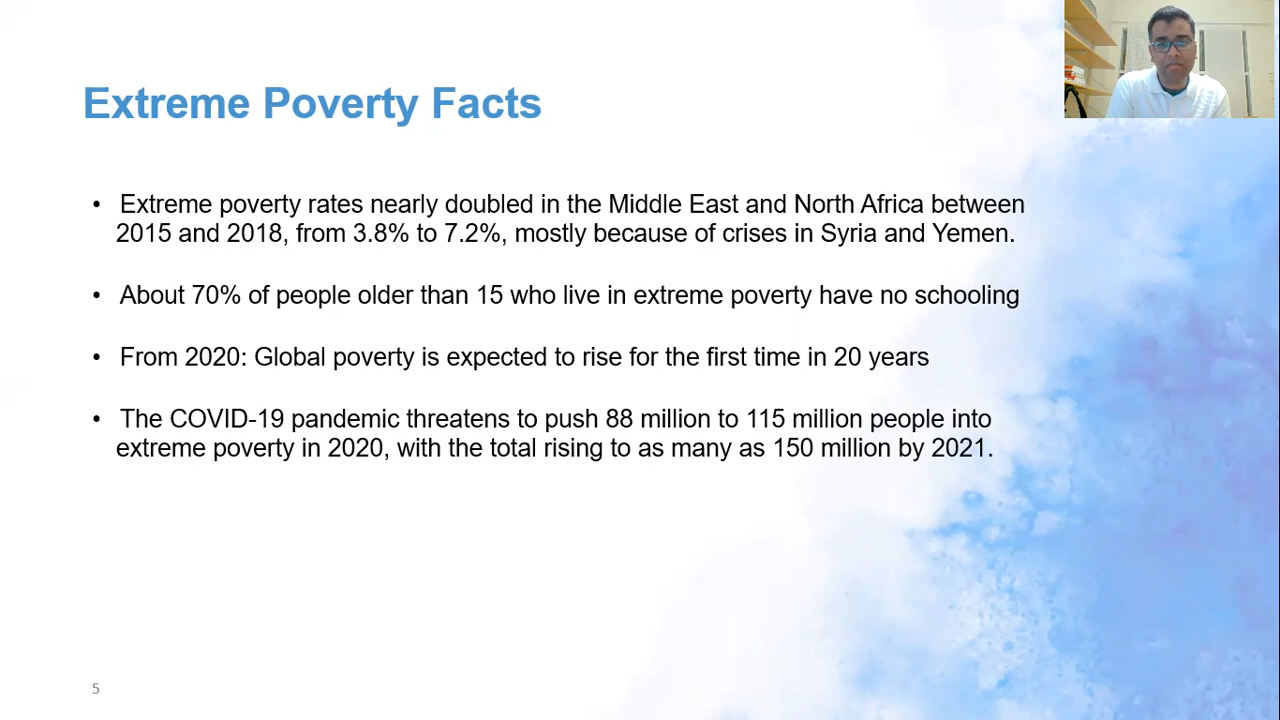 Extreme Poverty Facts
• Extreme poverty rates nearly doubled in the Middle East and North Africa between
2015 and 2018, from 3.8% to 7.2%, mostly because of crises in Syria and Yemen.
• About 70% of people older than 15 who live in extreme poverty have no schooling
• From 2020: Global poverty is expected to rise for the first time in 20 years
• The COVID-19 pandemic threatens to push 88 million to 115 million people into
extreme poverty in 2020, with the total rising to as many as 150 million by 2021.
5